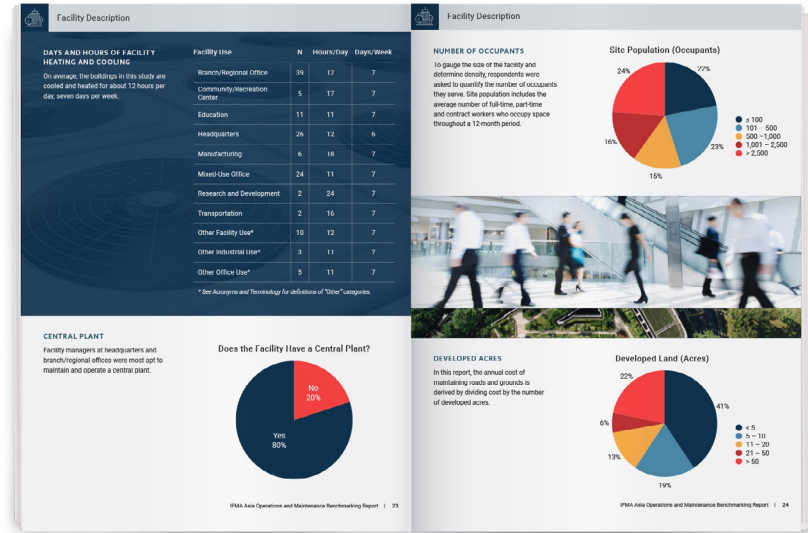 Facility Description
DAYS AND HOURS OF FACILITY
HEATING AND COOLING
On average, the buildings in this study are
cooled and heated for about 12 hours per
day, seven days per week.
Facility Use N Hours/Day Days/Week
Branch/Regional Office 39 12 7
Community/Recreation
Center 5 17 7
Education 11 11 7
Headquarters 26 12 6
Manufacturing 6 18 7
Mixed-Use Office 24 11 7
Research and Development 2 24 7
Transportation 2 16 7
Other Facility Use* 10 12 7
Other Industrial Use* 3 11 7
Other Office Use* 5 11 7
* See Acronyms and Terminology for definitions of "Other" categories.
CENTRAL PLANT
Facility managers at headquarters and
branch/regional offices were most apt to
maintain and operate a central plant.
Does the Facility Have a Central Plant?
No
20%
Yes
80%
IFMA Asia Operations and Maintenance Benchmarking Report | 23
Facility Description
NUMBER OF OCCUPANTS
To gauge the size of the facility and
determine density, respondents were
asked to quantify the number of occupants
they serve. Site population includes the
average number of full-time, part-time
and contract workers who occupy space
throughout a 12-month period.
Site Population (Occupants)
24%
22%
16%
23%
15%
≤ 100
101 – 500
500 –1,000
1,001 – 2,500
> 2,500
DEVELOPED ACRES
In this report, the annual cost of
maintaining roads and grounds is
derived by dividing cost by the number
of developed acres.
Developed Land (Acres)
22%
41%
6%
13%
19%
< 5
5 – 10
11 – 20
21 – 50
> 50
IFMA Asia Operations and Maintenance Benchmarking Report | 24